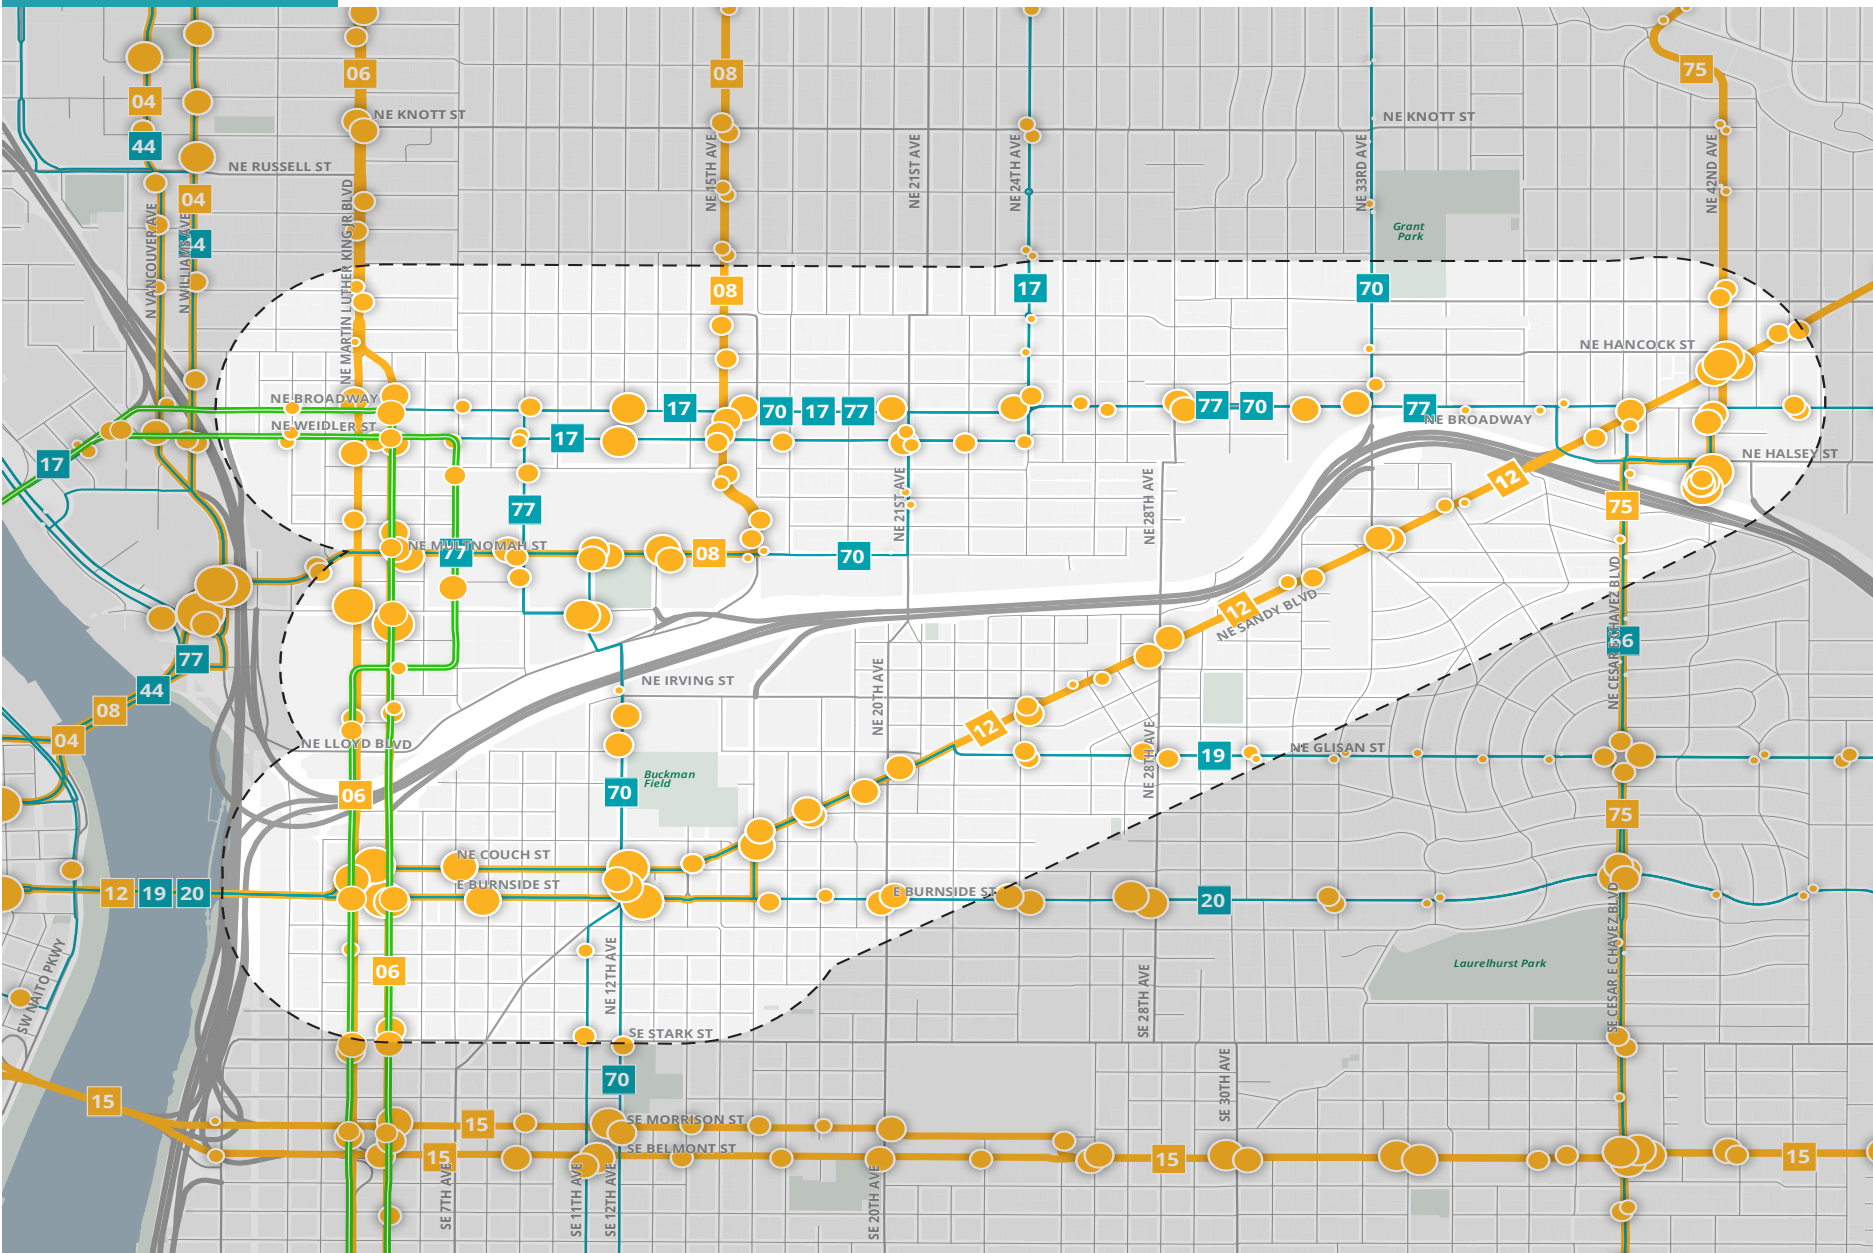 06
08
75
04
NE KNOTT ST
NE KNOTT ST
44
NE RUSSELL ST
NE 15TH AVE
NE 21ST AVE
NE 24TH AVE
NE 33RD AVE
NE 42ND AVE
04
Grant
Park
N VANCOUVER AVE
N WILLIAMS AVE
44
NE MARTIN LUTHER KING JR BLVD
08
17
70
NE HANCOCK ST
NE BROADWAY
17
70
17
77
77
70
77
NE BROADWAY
NE WEIDLER ST
17
NE HALSEY ST
17
12
NE 21ST AVE
NE 28TH AVE
77
75
NE MULTNOMAH ST
77
08
70
12
NE SANDY BLVD
NE CESAR E CHAVEZ BLVD
66
77
44
NE IRVING ST
NE 20TH AVE
08
12
04
NE LLOYD BLVD
19
NE GLISAN ST
NE 28TH AVE
Buckman
Field
06
70
75
NE COUCH ST
E BURNSIDE ST
E BURNSIDE ST
12
19
20
20
SW NAITO PKWY
06
NE 12TH AVE
Laurelhurst Park
SE CESAR E CHAVEZ BLVD
SE 28TH AVE
SE STARK ST
70
SE 30TH AVE
15
15
SE MORRISON ST
SE BELMONT ST
15
15
15
SE 7TH AVE
SE 11TH AVE
SE 12TH AVE
SE 20TH AVE